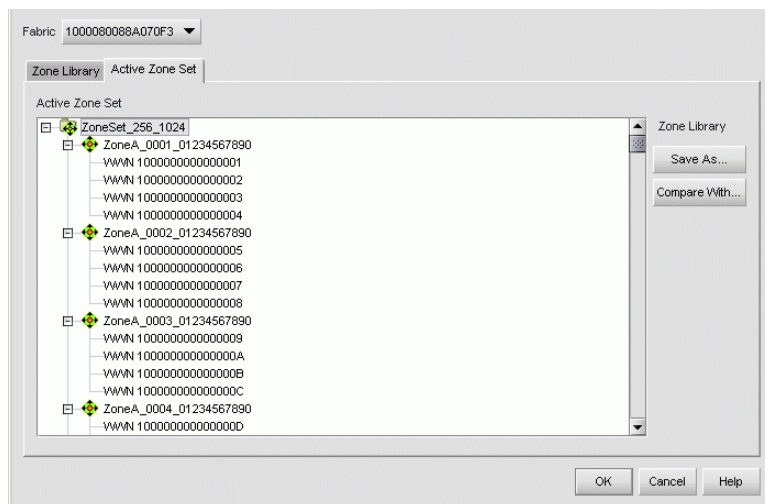 Fabric 1000080088A070F3
Zone Library Active Zone Set
Active Zone Set
ZoneSet_256_1024
Zone Library
ZoneA_0001_01234567890
WWN 1000000000000001
Save As...
WWN 1000000000000002
WWN 1000000000000003
Compare With...
WWN 1000000000000004
ZoneA_0002_01234567890
WWN 1000000000000005
WWN 1000000000000006
WWN 1000000000000007
WWN 1000000000000008
ZoneA_0003_01234567890
WWN 1000000000000009
WWN 100000000000000A
WWN 100000000000000B
WWN 100000000000000C
ZoneA_0004_01234567890
WWN 100000000000000D
OK Cancel Help